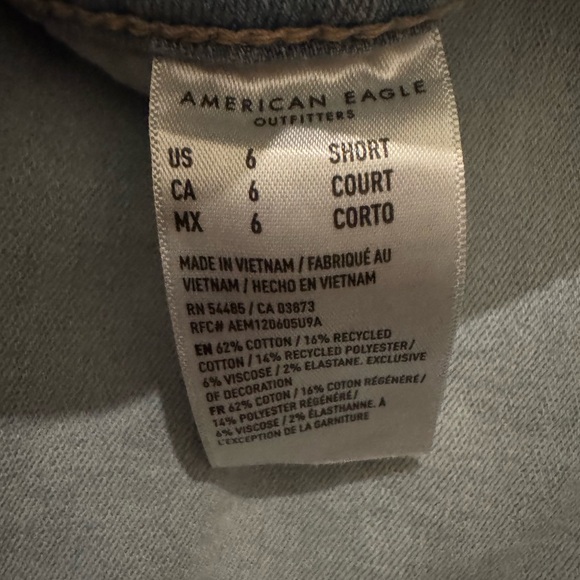 AMERICAN EAGLE
OUTFITTERS
US 6 SHORT
CA 6 COURT
MX 6 CORTO
MADE IN VIETNAM / FABRIQUÉ AU
VIETNAM / HECHO EN VIETNAM
RN 54485 / CA 03873
RFC# AEM120605U9A
EN 62% COTTON / 16% RECYCLED
COTTON / 14% RECYCLED POLYESTER /
6% VISCOSE / 2% ELASTANE. EXCLUSIVE
OF DECORATION
FR 62% COTON / 16% COTON RÉGÉNÉRÉ /
14% POLYESTER RÉGÉNÉRÉ /
6% VISCOSE / 2% ÉLASTHANNE. À
L'EXCEPTION DE LA GARNITURE